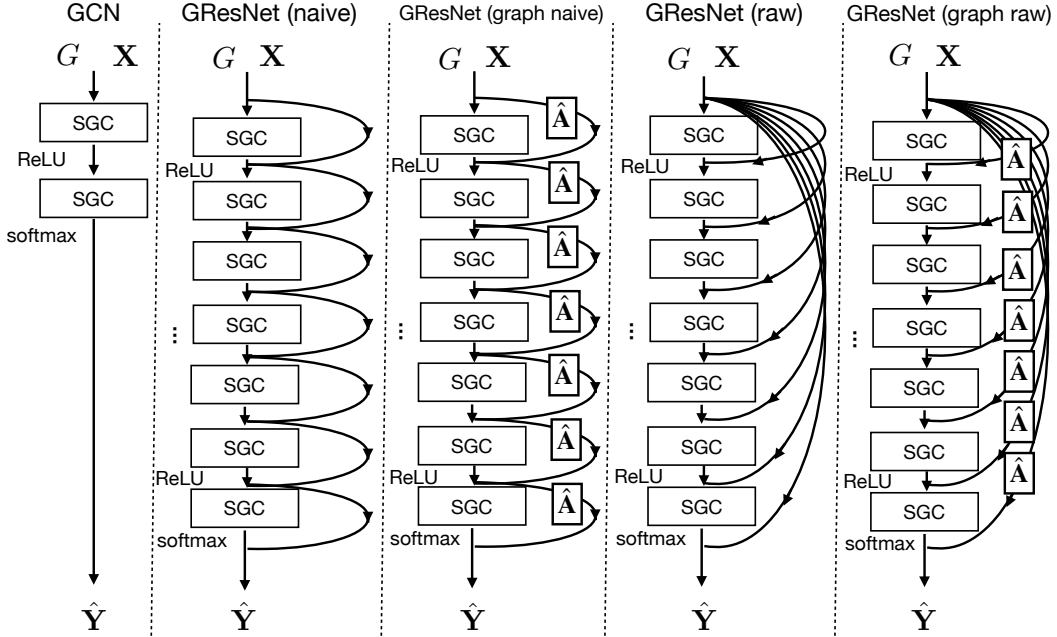 GCN
G X
SGC
ReLU
SGC
softmax
Ŷ
GResNet (naive)
G X
SGC
ReLU
SGC
SGC
...
SGC
SGC
SGC
ReLU
SGC
softmax
Ŷ
GResNet (graph naive)
G X
Â
SGC
ReLU
Â
SGC
Â
SGC
...
Â
SGC
Â
SGC
Â
SGC
ReLU
Â
SGC
softmax
Ŷ
GResNet (raw)
G X
SGC
ReLU
SGC
SGC
...
SGC
SGC
SGC
ReLU
SGC
softmax
Ŷ
GResNet (graph raw)
G X
SGC
Â
ReLU
SGC
Â
SGC
Â
...
SGC
Â
SGC
Â
SGC
Â
ReLU
Â
SGC
softmax
Ŷ